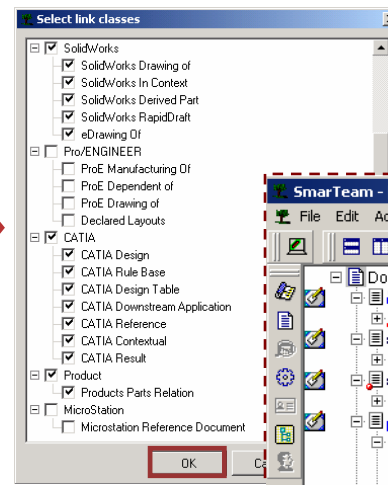 Select link classes
SolidWorks
SolidWorks Drawing of
SolidWorks In Context
SolidWorks Derived Part
SolidWorks RapidDraft
eDrawing Of
Pro/ENGINEER
ProE Manufacturing Of
ProE Dependent of
ProE Drawing of
Declared Layouts
CATIA
CATIA Design
CATIA Rule Base
CATIA Design Table
CATIA Downstream Application
CATIA Reference
CATIA Contextual
CATIA Result
Product
Products Parts Relation
MicroStation
Microstation Reference Document
OK
SmarTeam -
File Edit